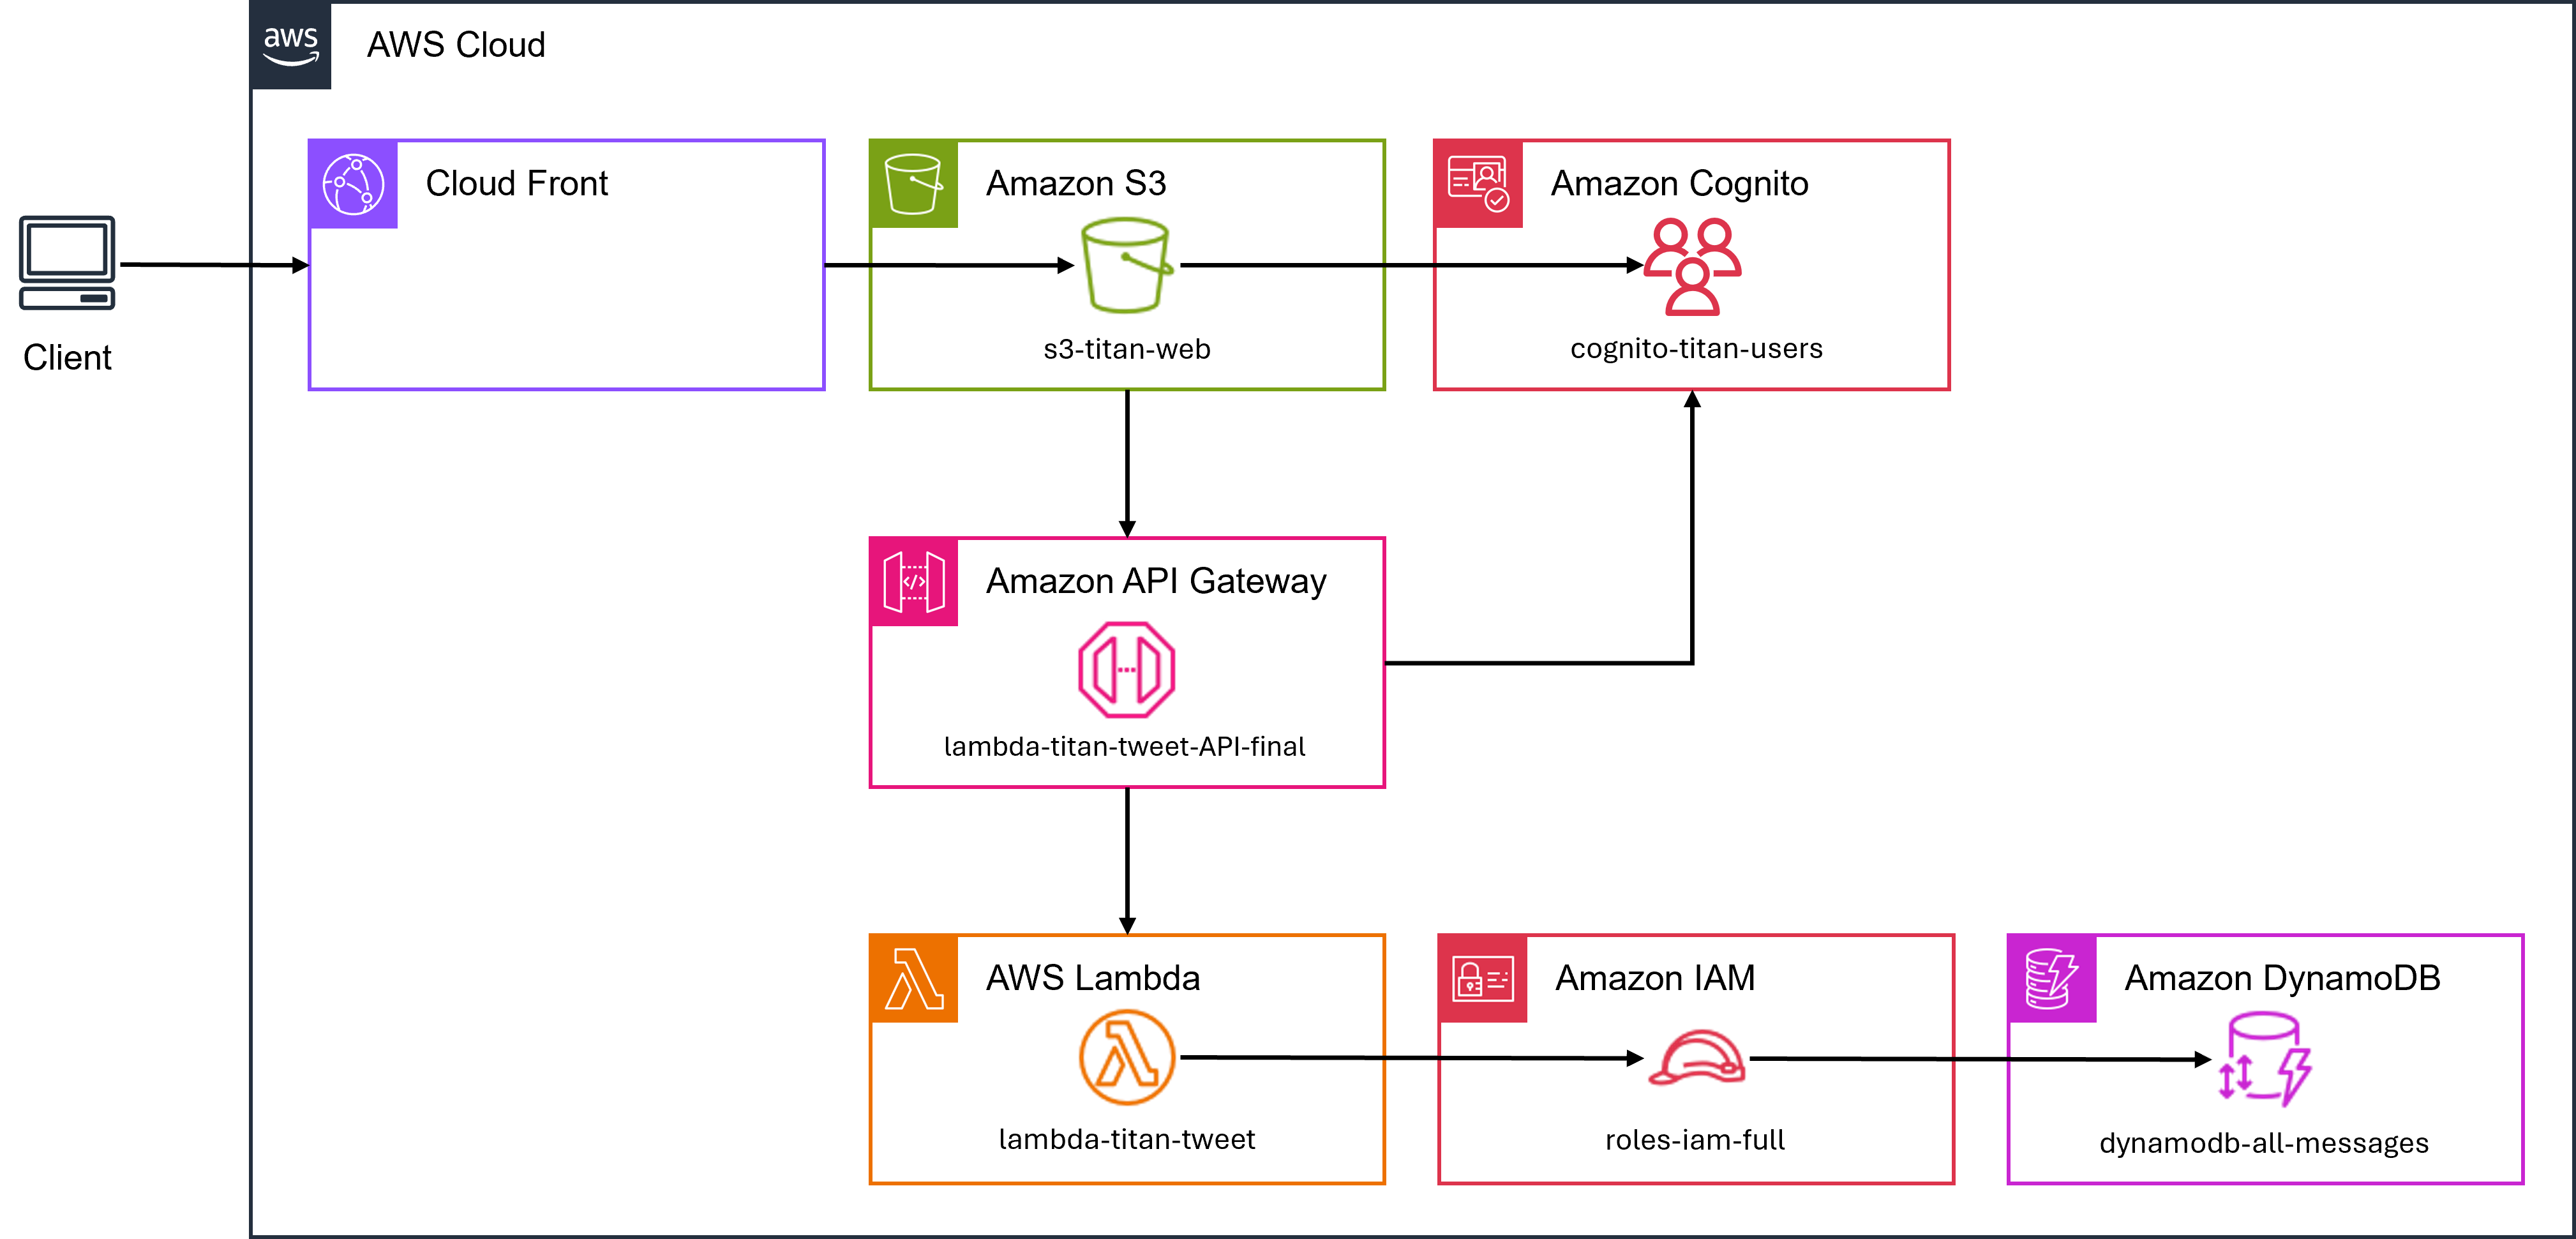 aws
AWS Cloud
Cloud Front
Amazon S3
Amazon Cognito
Client
s3-titan-web
cognito-titan-users
Amazon API Gateway
</>
lambda-titan-tweet-API-final
AWS Lambda
Amazon IAM
Amazon DynamoDB
lambda-titan-tweet
roles-iam-full
dynamodb-all-messages